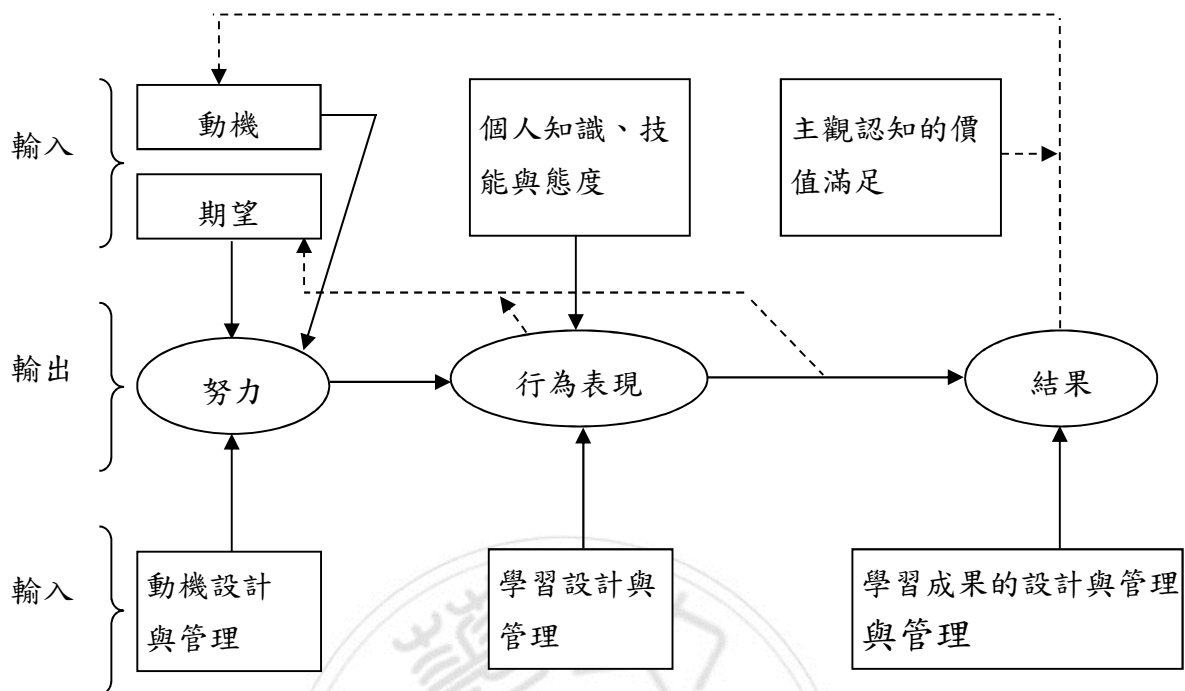 輸入
動機
期望
個人知識、技
能與態度
主觀認知的價
值滿足
輸出
努力
行為表現
結果
輸入
動機設計
與管理
學習設計與
管理
學習成果的設計與管理
與管理